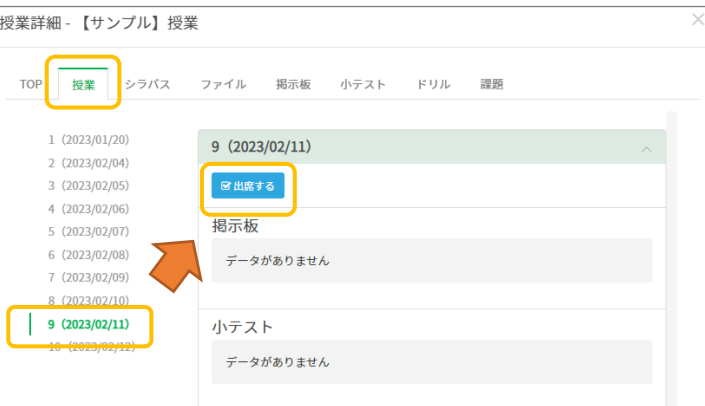 授業詳細 - 【サンプル】授業
TOP 授業 シラバス ファイル 掲示板 小テスト ドリル 課題
1（2023/01/20）
2（2023/02/04）
3（2023/02/05）
4（2023/02/06）
5（2023/02/07）
6（2023/02/08）
7（2023/02/09）
8（2023/02/10）
9（2023/02/11）
10（2023/02/12）
9（2023/02/11）
出席する
掲示板
データがありません
小テスト
データがありません